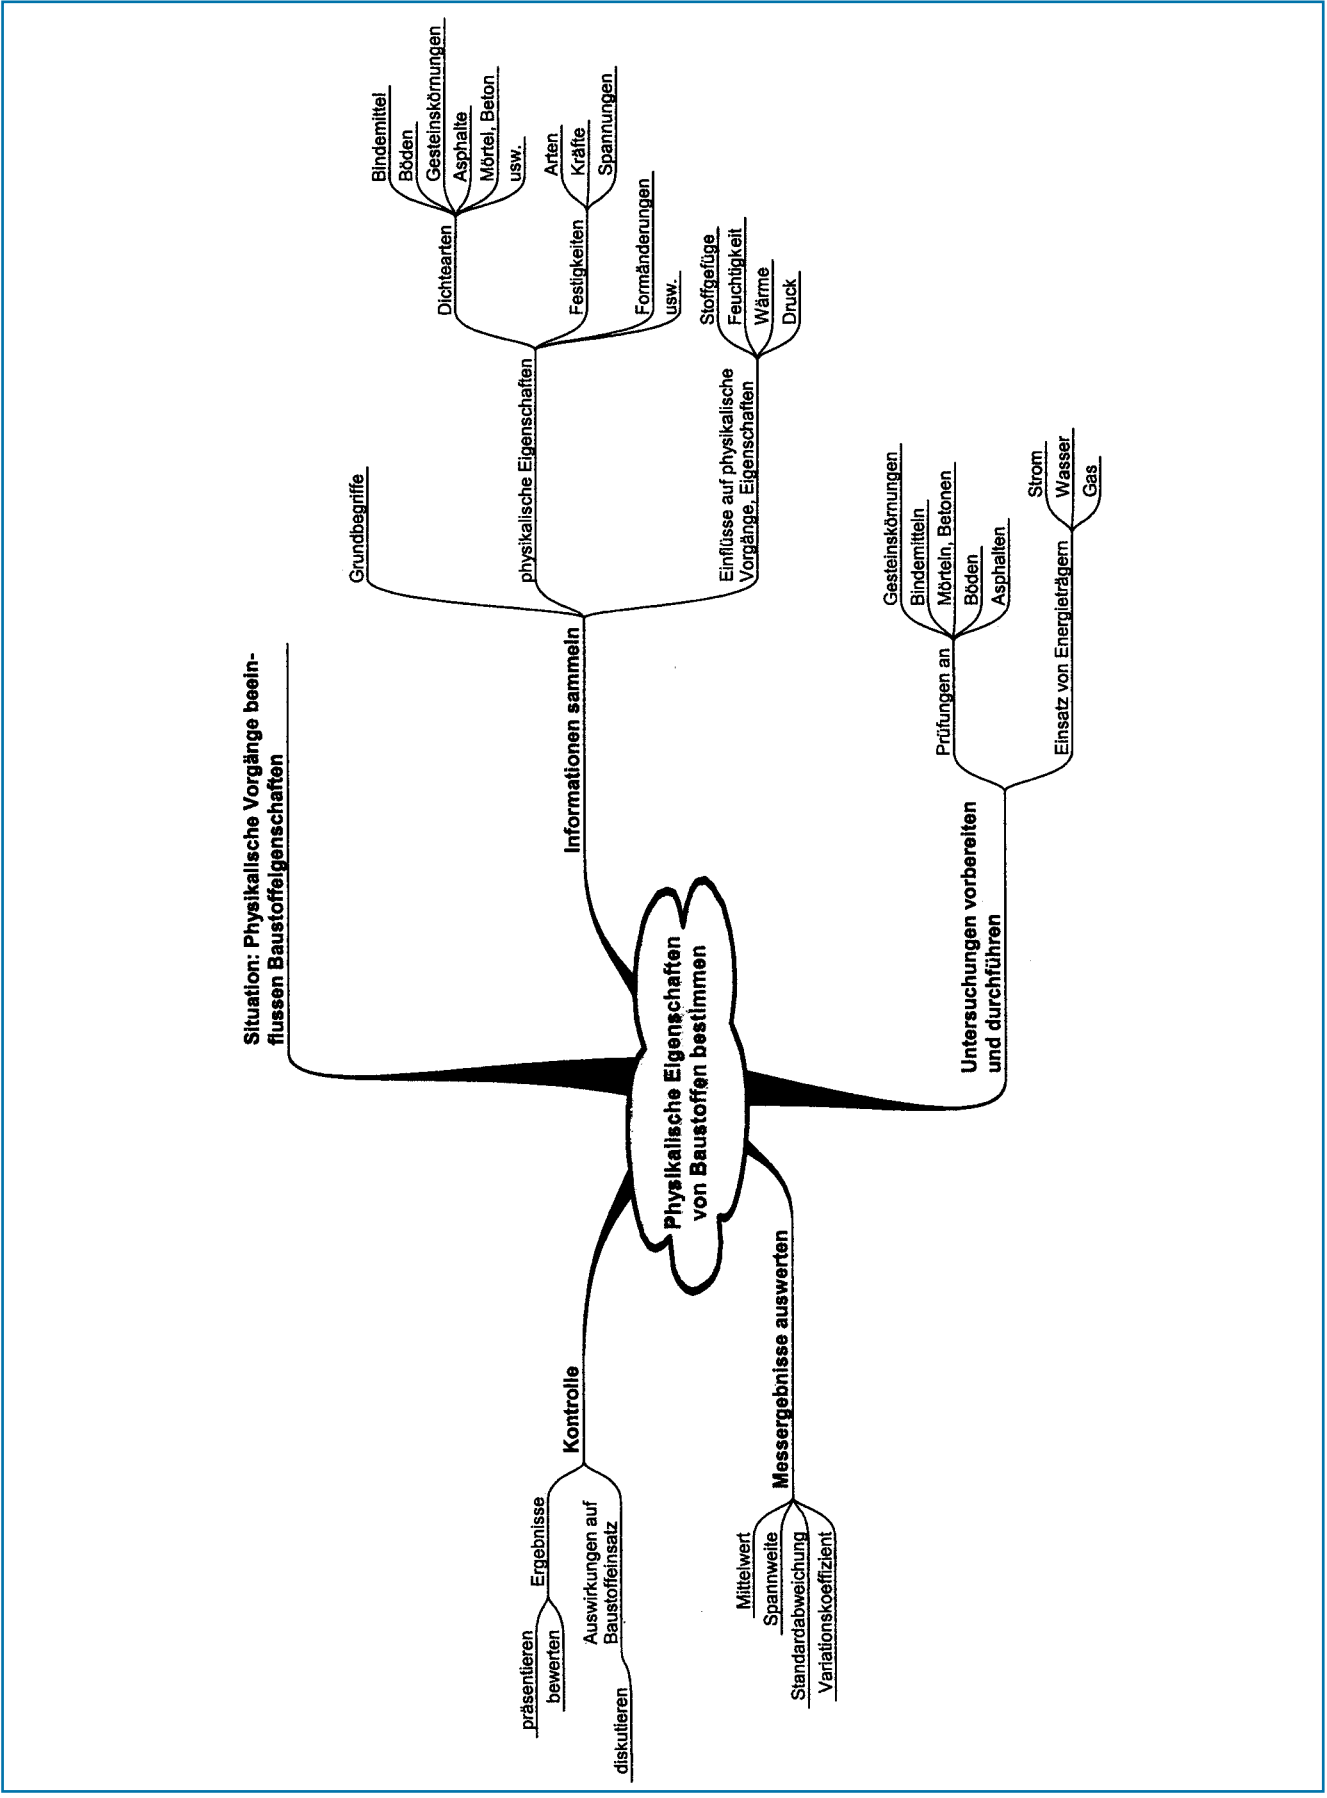 Situation: Physikalische Vorgänge beein-
flussen Baustoffeigenschaften
Physikalische Eigenschaften
von Baustoffen bestimmen
Informationen sammeln
Grundbegriffe
physikalische Eigenschaften
Dichtearten
Bindemittel
Böden
Gesteinskörnungen
Asphalte
Mörtel, Beton
usw.
Festigkeiten
Arten
Kräfte
Spannungen
Formänderungen
usw.
Einflüsse auf physikalische
Vorgänge, Eigenschaften
Stoffgefüge
Feuchtigkeit
Wärme
Druck
Untersuchungen vorbereiten
und durchführen
Prüfungen an
Gesteinskörnungen
Bindemitteln
Mörteln, Betonen
Böden
Asphalten
Einsatz von Energieträgern
Strom
Wasser
Gas
Messergebnisse auswerten
Mittelwert
Spannweite
Standardabweichung
Variationskoeffizient
Kontrolle
Ergebnisse
präsentieren
bewerten
Auswirkungen auf
Baustoffeinsatz
diskutieren